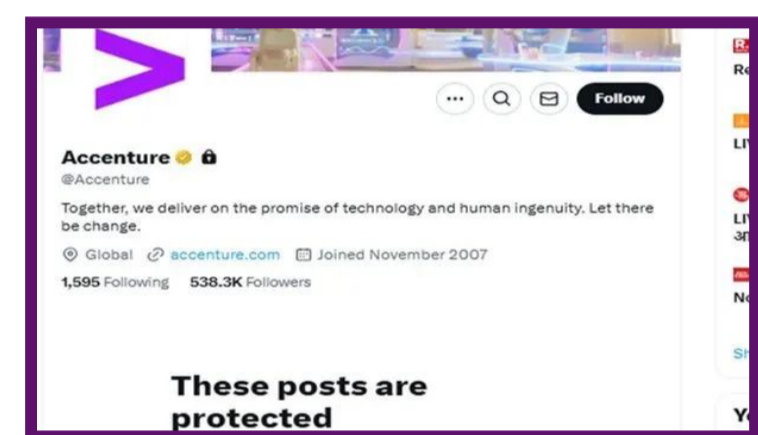 Follow
Accenture
@Accenture
Together, we deliver on the promise of technology and human ingenuity. Let there
be change.
Global accenture.com Joined November 2007
1,595 Following 538.3K Followers
These posts are
protected
R.